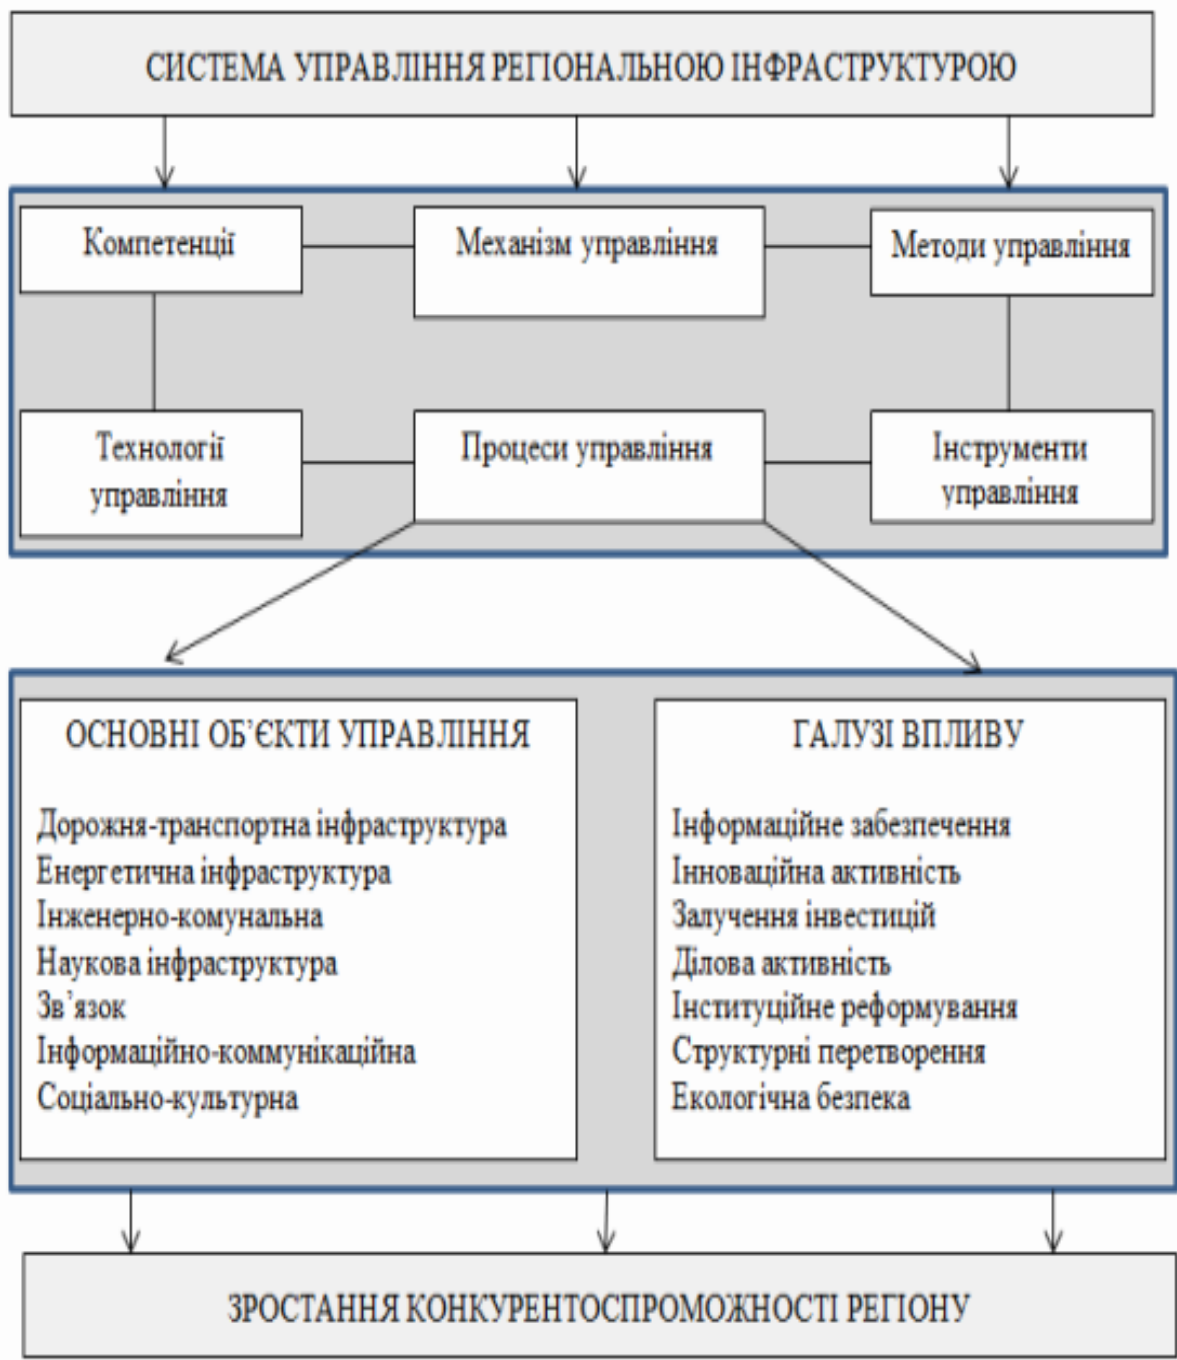 СИСТЕМА УПРАВЛІННЯ РЕГІОНАЛЬНОЮ ІНФРАСТРУКТУРОЮ
Компетенції
Механізм управління
Методи управління
Технології
управління
Процеси управління
Інструменти
управління
ОСНОВНІ ОБ’ЄКТИ УПРАВЛІННЯ
Дорожня-транспортна інфраструктура
Енергетична інфраструктура
Інженерно-комунальна
Наукова інфраструктура
Зв’язок
Інформаційно-коммунікаційна
Соціально-культурна
ГАЛУЗІ ВПЛИВУ
Інформаційне забезпечення
Інноваційна активність
Залучення інвестицій
Ділова активність
Інституційне реформування
Структурні перетворення
Екологічна безпека
ЗРОСТАННЯ КОНКУРЕНТОСПРОМОЖНОСТІ РЕГІОНУ